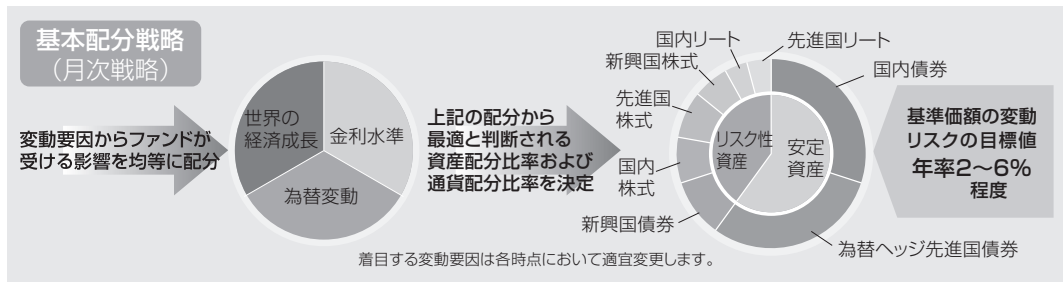 基本配分戦略
（月次戦略）
変動要因からファンドが
受ける影響を均等に配分
世界の
経済成長
金利水準
為替変動
上記の配分から
最適と判断される
資産配分比率および
通貨配分比率を決定
国内リート
先進国リート
新興国株式
国内債券
先進国
株式
リスク性
資産
安定
資産
国内
株式
新興国債券
為替ヘッジ先進国債券
基準価額の変動
リスクの目標値
年率2〜6%
程度
着目する変動要因は各時点において適宜変更します。